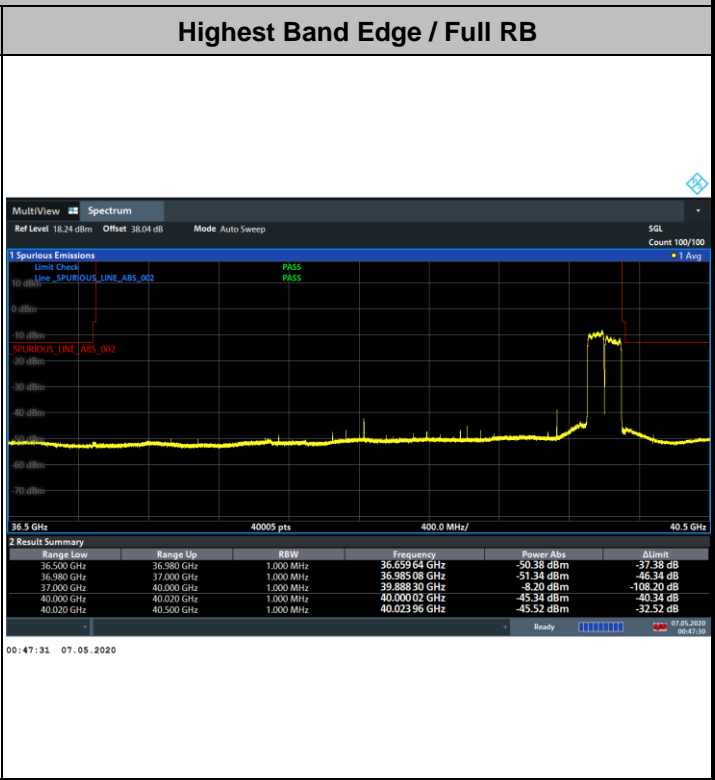 Highest Band Edge / Full RB
MultiView Spectrum
Ref Level 18.24 dBm Offset 38.04 dB Mode Auto Sweep SGL
Count 100/100
1 Spurious Emissions 1 Avg
Limit Check PASS
10 dBm Line _SPURIOUS_LINE_ABS_002 PASS
0 dBm
-10 dBm
_SPURIOUS_LINE_ABS_002
-20 dBm
-30 dBm
-40 dBm
-50 dBm
-60 dBm
-70 dBm
36.5 GHz 40005 pts 400.0 MHz/ 40.5 GHz
2 Result Summary
Range Low Range Up RBW Frequency Power Abs ΔLimit
36.500 GHz 36.980 GHz 1.000 MHz 36.659 64 GHz -50.38 dBm -37.38 dB
36.980 GHz 37.000 GHz 1.000 MHz 36.985 08 GHz -51.34 dBm -46.34 dB
37.000 GHz 40.000 GHz 1.000 MHz 39.888 30 GHz -8.20 dBm -108.20 dB
40.000 GHz 40.020 GHz 1.000 MHz 40.000 02 GHz -45.34 dBm -40.34 dB
40.020 GHz 40.500 GHz 1.000 MHz 40.023 96 GHz -45.52 dBm -32.52 dB
Ready 07.05.2020
00:47:30
00:47:31 07.05.2020